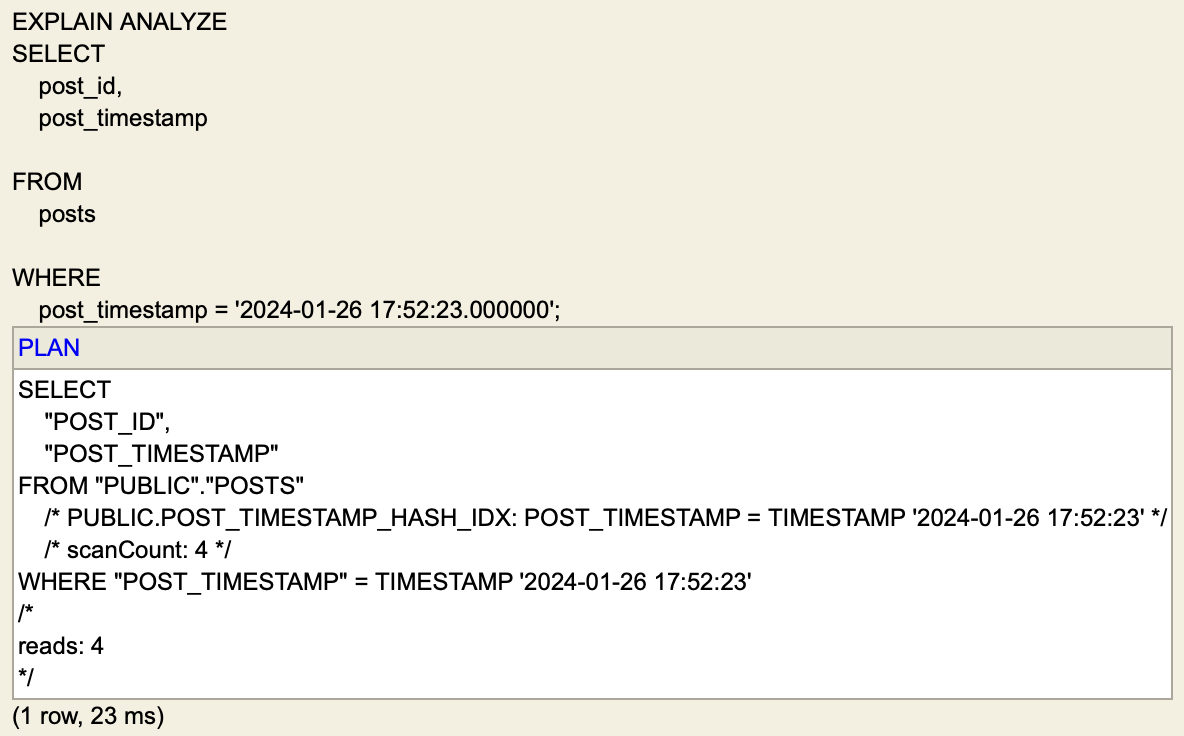 EXPLAIN ANALYZE
SELECT
post_id,
post_timestamp
FROM
posts
WHERE
post_timestamp = '2024-01-26 17:52:23.000000';
PLAN
SELECT
"POST_ID",
"POST_TIMESTAMP"
FROM "PUBLIC"."POSTS"
/* PUBLIC.POST_TIMESTAMP_HASH_IDX: POST_TIMESTAMP = TIMESTAMP '2024-01-26 17:52:23' */
/* scanCount: 4 */
WHERE "POST_TIMESTAMP" = TIMESTAMP '2024-01-26 17:52:23'
/*
reads: 4
*/
(1 row, 23 ms)